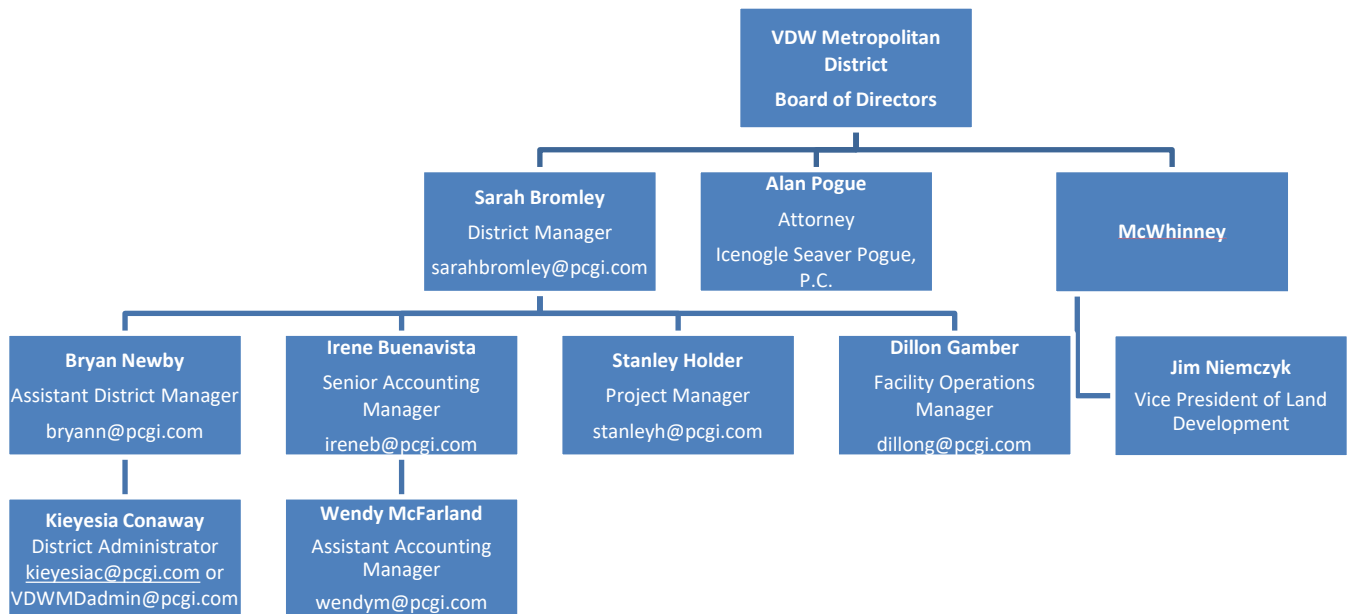 VDW Metropolitan
District
Board of Directors
Sarah Bromley
District Manager
sarahbromley@pcgi.com
Alan Pogue
Attorney
Icenogle Seaver Pogue,
P.C.
McWhinney
Bryan Newby
Assistant District Manager
bryann@pcgi.com
Irene Buenavista
Senior Accounting
Manager
ireneb@pcgi.com
Stanley Holder
Project Manager
stanleyh@pcgi.com
Dillon Gamber
Facility Operations
Manager
dillong@pcgi.com
Jim Niemczyk
Vice President of Land
Development
Kieyesia Conaway
District Administrator
kieyesiac@pcgi.com or
VDWMDadmin@pcgi.com
Wendy McFarland
Assistant Accounting
Manager
wendym@pcgi.com